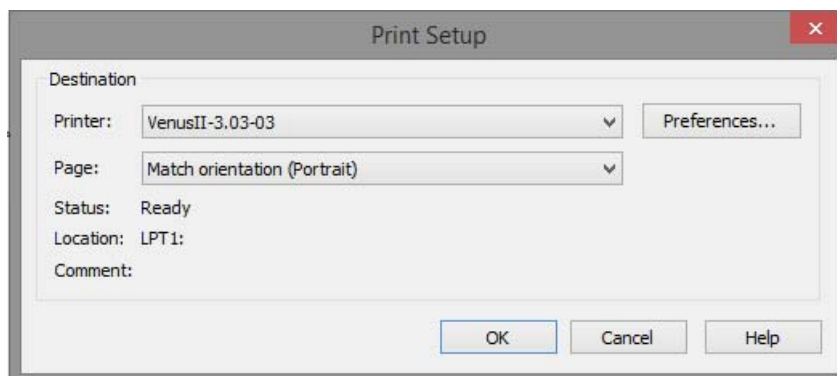 Print Setup
Destination
Printer: VenusII-3.03-03 Preferences...
Page: Match orientation (Portrait)
Status: Ready
Location: LPT1:
Comment:
OK Cancel Help